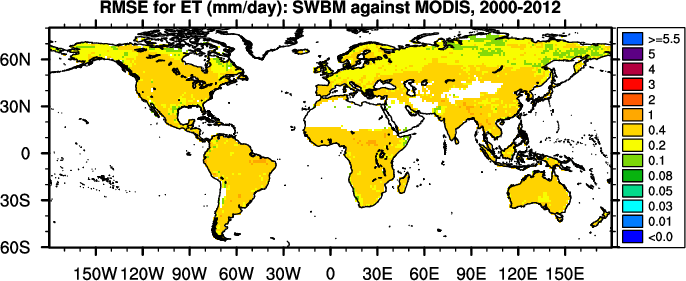 RMSE for ET (mm/day): SWBM against MODIS, 2000-2012
60N
30N
0
30S
60S
150W 120W 90W 60W 30W 0 30E 60E 90E 120E 150E
>=5.5
5
4
3
2
1
0.4
0.2
0.1
0.08
0.05
0.03
0.01
<0.0